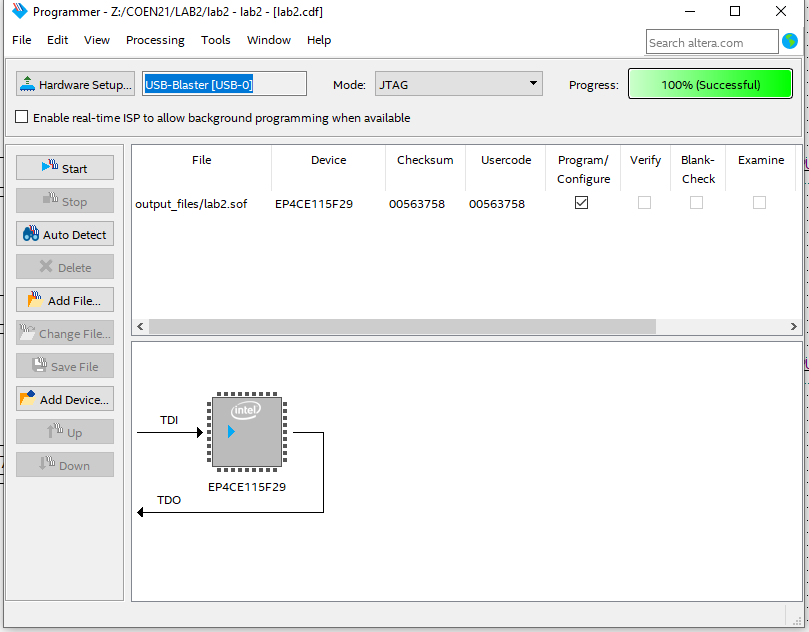 Programmer - Z:/COEN21/LAB2/lab2 - lab2 - [lab2.cdf]
File Edit View Processing Tools Window Help
Search altera.com
Hardware Setup... USB-Blaster [USB-0] Mode: JTAG Progress: 100% (Successful)
Enable real-time ISP to allow background programming when available
Start
Stop
Auto Detect
Delete
Add File...
Change File...
Save File
Add Device...
Up
Down
File Device Checksum Usercode Program/ Verify Blank- Examine
Configure Check
output_files/lab2.sof EP4CE115F29 00563758 00563758
intel
TDI
EP4CE115F29
TDO